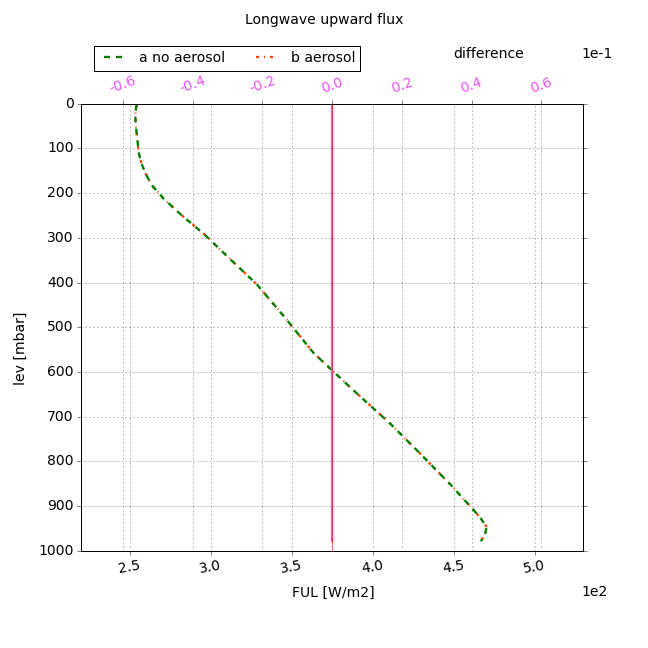 Longwave upward flux
a no aerosol b aerosol difference 1e-1
-0.6 -0.4 -0.2 0.0 0.2 0.4 0.6
0
100
200
300
400
500
600
700
800
900
1000
lev [mbar]
2.5 3.0 3.5 4.0 4.5 5.0
FUL [W/m2] 1e2